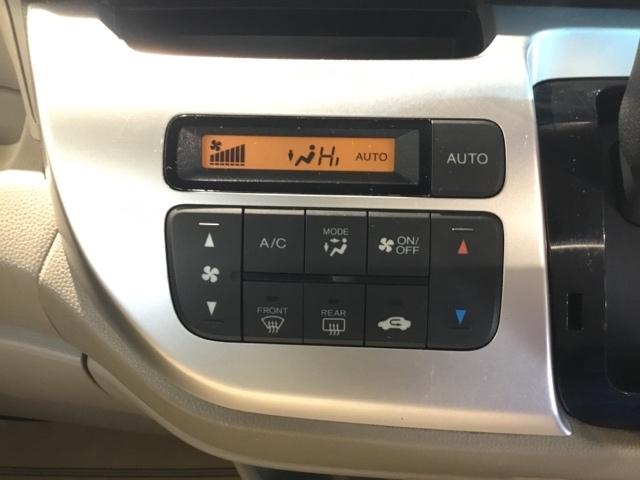 Hi AUTO
AUTO
A/C
MODE
ON/
OFF
FRONT
REAR